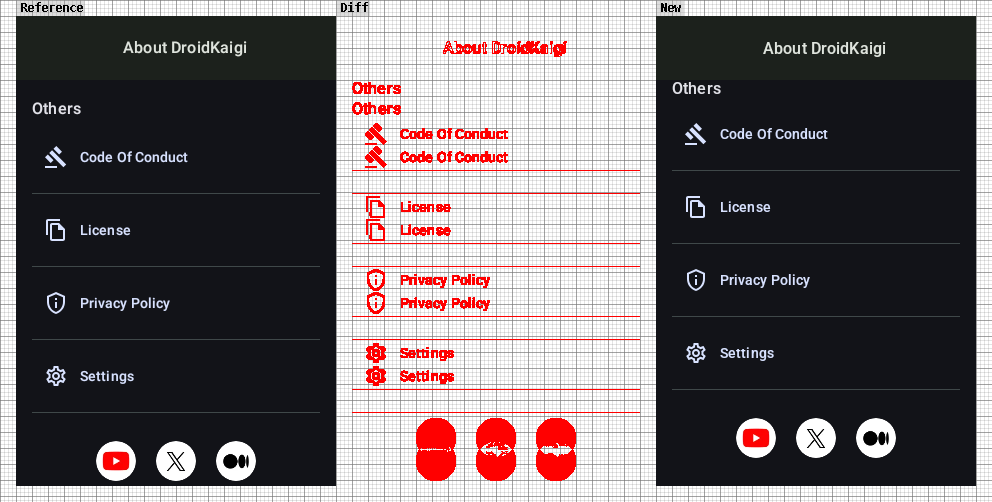 Reference
Diff
New
About DroidKaigi
Others
Code Of Conduct
License
Privacy Policy
Settings
About DroidKaigi
Others
Others
Code Of Conduct
Code Of Conduct
License
License
Privacy Policy
Privacy Policy
Settings
Settings
About DroidKaigi
Others
Code Of Conduct
License
Privacy Policy
Settings